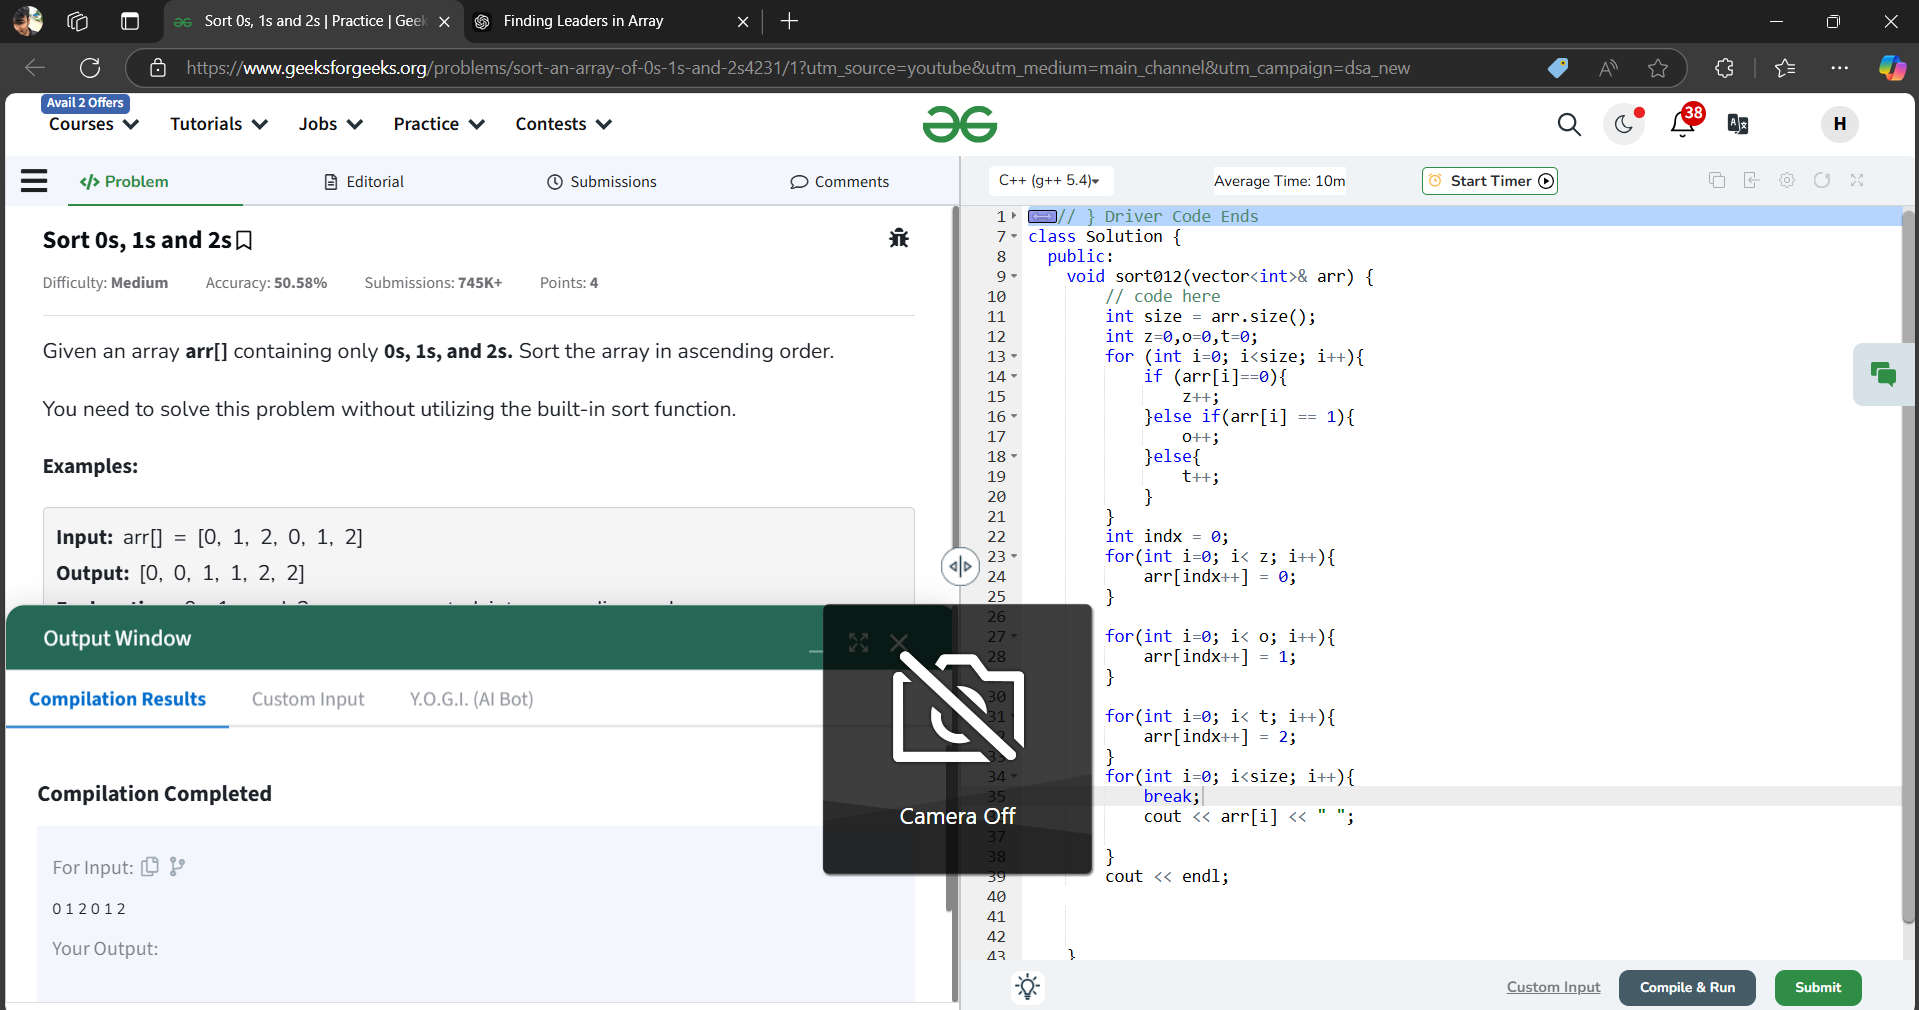 Sort 0s, 1s and 2s | Practice | Geek
Finding Leaders in Array
https://www.geeksforgeeks.org/problems/sort-an-array-of-0s-1s-and-2s4231/1?utm_source=youtube&utm_medium=main_channel&utm_campaign=dsa_new
Avail 2 Offers
Courses
Tutorials
Jobs
Practice
Contests
38
H
Problem
Editorial
Submissions
Comments
C++ (g++ 5.4)
Average Time: 10m
Start Timer
Sort 0s, 1s and 2s
Difficulty: Medium Accuracy: 50.58% Submissions: 745K+ Points: 4
Given an array arr[] containing only 0s, 1s, and 2s. Sort the array in ascending order.
You need to solve this problem without utilizing the built-in sort function.
Examples:
Input: arr[] = [0, 1, 2, 0, 1, 2]
Output: [0, 0, 1, 1, 2, 2]
Output Window
Compilation Results
Custom Input
Y.O.G.I. (AI Bot)
Compilation Completed
For Input:
0 1 2 0 1 2
Your Output:
Camera Off
1 // } Driver Code Ends
7 class Solution {
8 public:
9 void sort012(vector<int>& arr) {
10 // code here
11 int size = arr.size();
12 int z=0,o=0,t=0;
13 for (int i=0; i<size; i++){
14 if (arr[i]==0){
15 z++;
16 }else if(arr[i] == 1){
17 o++;
18 }else{
19 t++;
20 }
21 }
22 int indx = 0;
23 for(int i=0; i< z; i++){
24 arr[indx++] = 0;
25 }
26
27 for(int i=0; i< o; i++){
28 arr[indx++] = 1;
}
30
31 for(int i=0; i< t; i++){
arr[indx++] = 2;
33 }
34 for(int i=0; i<size; i++){
35 break;
cout << arr[i] << " ";
37
38 }
39 cout << endl;
40
41
42
43 }
Custom Input
Compile & Run
Submit